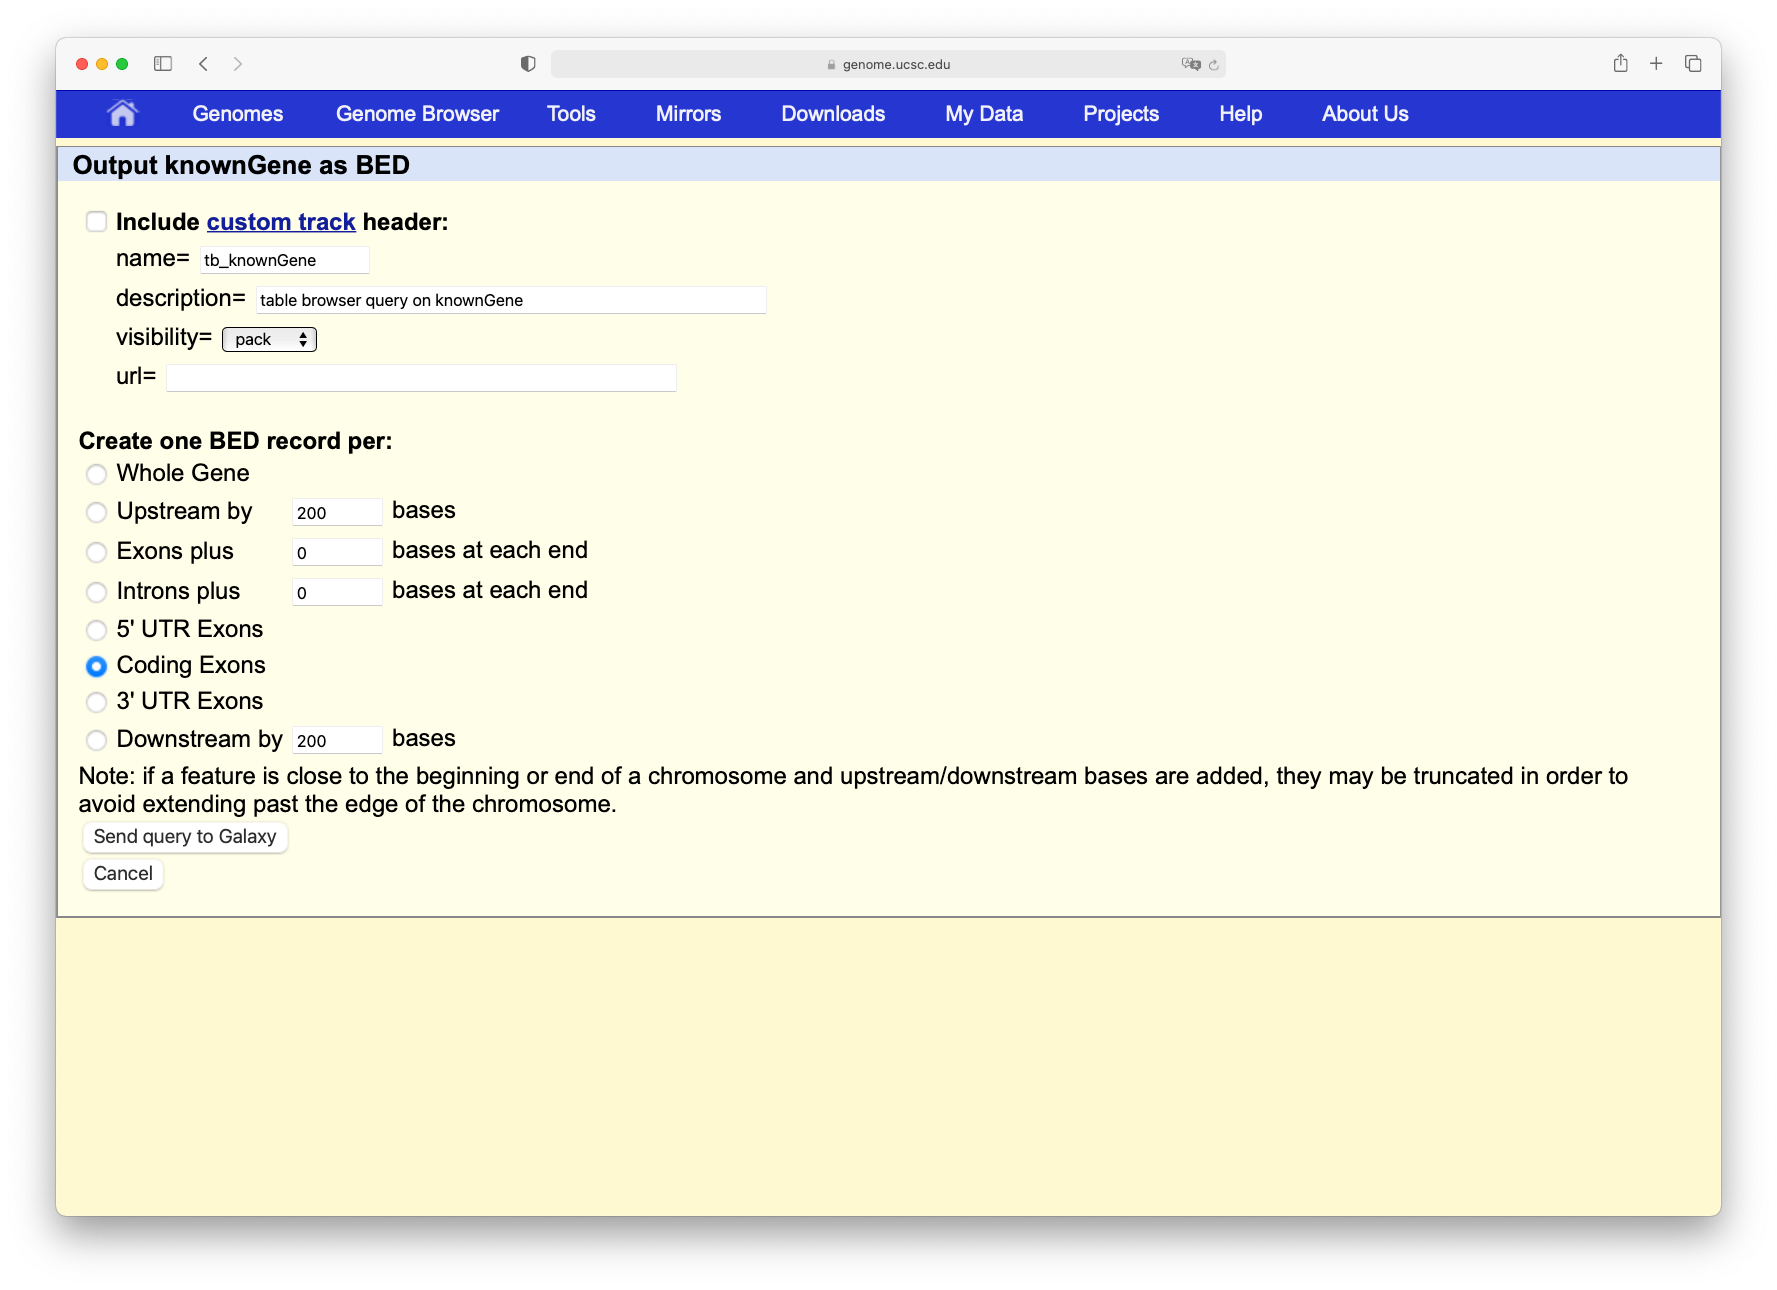 genome.ucsc.edu
Genomes Genome Browser Tools Mirrors Downloads My Data Projects Help About Us
Output knownGene as BED
Include custom track header:
name= tb_knownGene
description= table browser query on knownGene
visibility= pack
url=
Create one BED record per:
Whole Gene
Upstream by 200 bases
Exons plus 0 bases at each end
Introns plus 0 bases at each end
5' UTR Exons
Coding Exons
3' UTR Exons
Downstream by 200 bases
Note: if a feature is close to the beginning or end of a chromosome and upstream/downstream bases are added, they may be truncated in order to
avoid extending past the edge of the chromosome.
Send query to Galaxy
Cancel